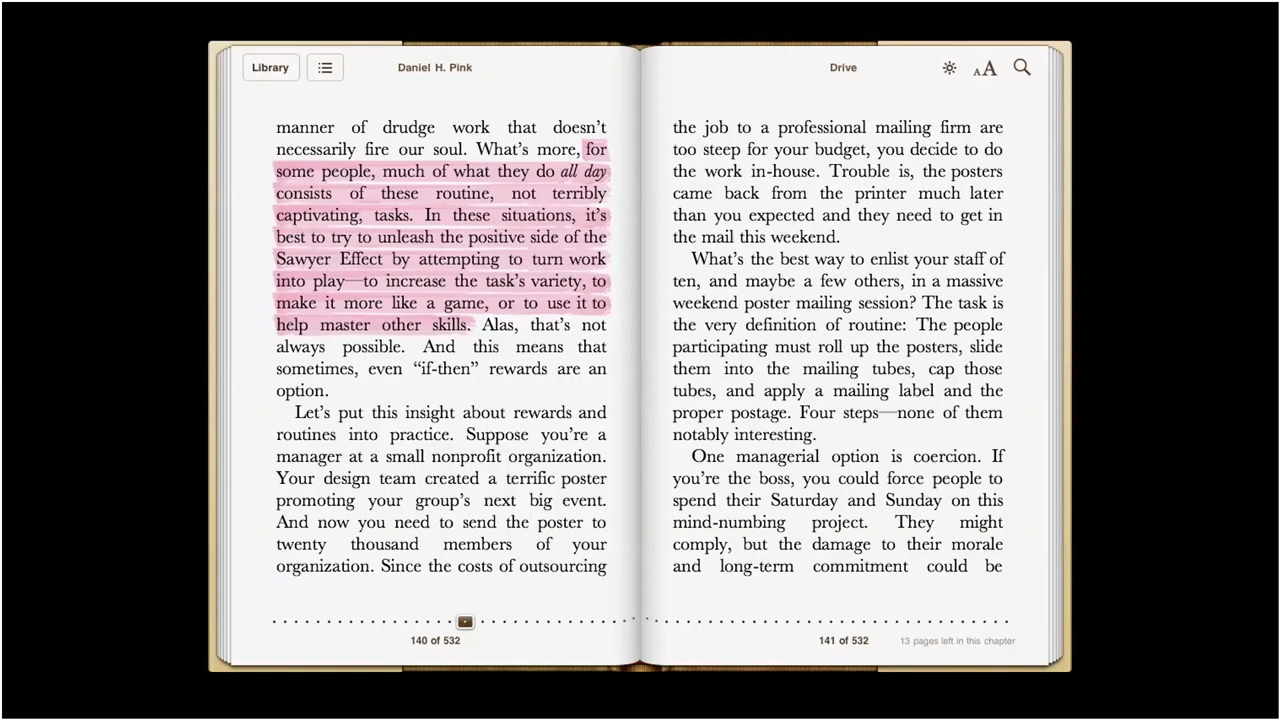 Library
Daniel H. Pink
Drive
AA
manner of drudge work that doesn't
necessarily fire our soul. What's more, for
some people, much of what they do all day
consists of these routine, not terribly
captivating, tasks. In these situations, it's
best to try to unleash the positive side of the
Sawyer Effect by attempting to turn work
into play—to increase the task's variety, to
make it more like a game, or to use it to
help master other skills. Alas, that's not
always possible. And this means that
sometimes, even “if-then” rewards are an
option.
Let's put this insight about rewards and
routines into practice. Suppose you're a
manager at a small nonprofit organization.
Your design team created a terrific poster
promoting your group's next big event.
And now you need to send the poster to
twenty thousand members of your
organization. Since the costs of outsourcing
140 of 532
the job to a professional mailing firm are
too steep for your budget, you decide to do
the work in-house. Trouble is, the posters
came back from the printer much later
than you expected and they need to get in
the mail this weekend.
What's the best way to enlist your staff of
ten, and maybe a few others, in a massive
weekend poster mailing session? The task is
the very definition of routine: The people
participating must roll up the posters, slide
them into the mailing tubes, cap those
tubes, and apply a mailing label and the
proper postage. Four steps—none of them
notably interesting.
One managerial option is coercion. If
you're the boss, you could force people to
spend their Saturday and Sunday on this
mind-numbing project. They might
comply, but the damage to their morale
and long-term commitment could be
141 of 532
13 pages left in this chapter